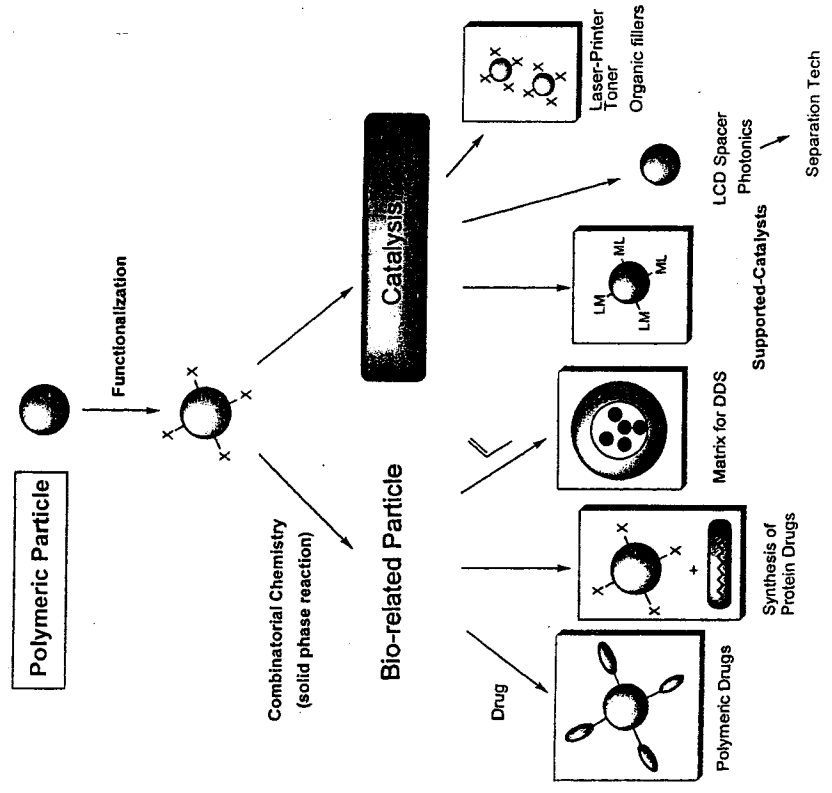 Polymeric Particle
Functionalization
X
X
X
X
Combinatorial Chemistry
(solid phase reaction)
Bio-related Particle
Catalysis
Drug
Polymeric Drugs
X
X
X
X
+
Synthesis of
Protein Drugs
Matrix for DDS
LM
ML
LM
ML
Supported-Catalysts
LCD Spacer
Photonics
Separation Tech
X
X
X
X
X
X
X
X
Laser-Printer
Toner
Organic fillers